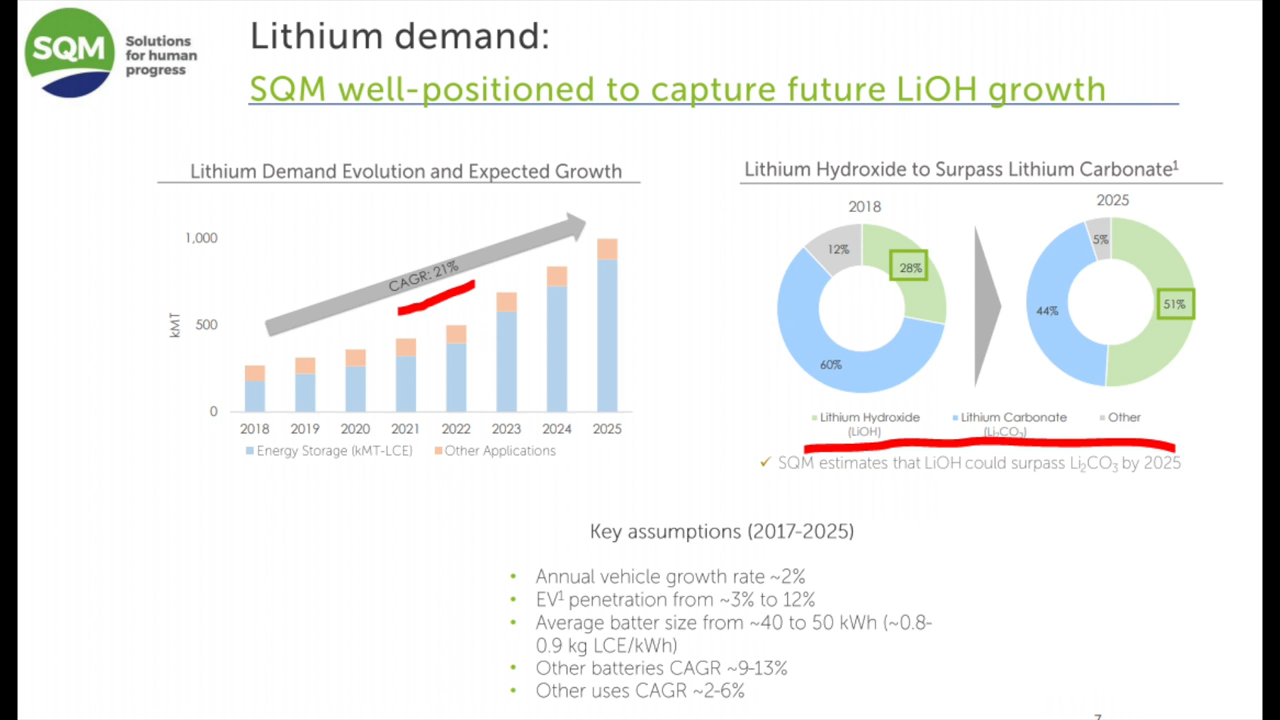 SQM
Solutions
for human
progress
Lithium demand:
SQM well-positioned to capture future LiOH growth
Lithium Demand Evolution and Expected Growth
1,000
500
0
kMT
CAGR: 21%
2018 2019 2020 2021 2022 2023 2024 2025
Energy Storage (kMT-LCE) Other Applications
Lithium Hydroxide to Surpass Lithium Carbonate¹
2018
12%
28%
60%
2025
5%
51%
44%
Lithium Hydroxide Lithium Carbonate Other
(LiOH) (Li₂CO₃)
✓ SQM estimates that LiOH could surpass Li₂CO₃ by 2025
Key assumptions (2017-2025)
• Annual vehicle growth rate ~2%
• EV¹ penetration from ~3% to 12%
• Average batter size from ~40 to 50 kWh (~0.8-
0.9 kg LCE/kWh)
• Other batteries CAGR ~9-13%
• Other uses CAGR ~2-6%